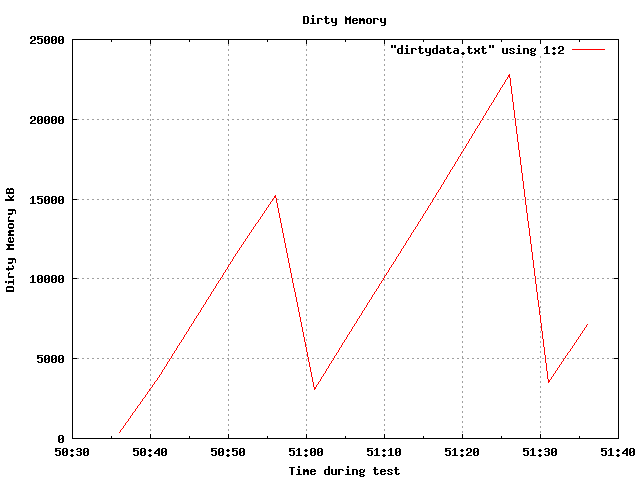 Dirty Memory
25000
"dirtydata.txt" using 1:2
20000
15000
Dirty Memory kB
10000
5000
0
50:30 50:40 50:50 51:00 51:10 51:20 51:30 51:40
Time during test